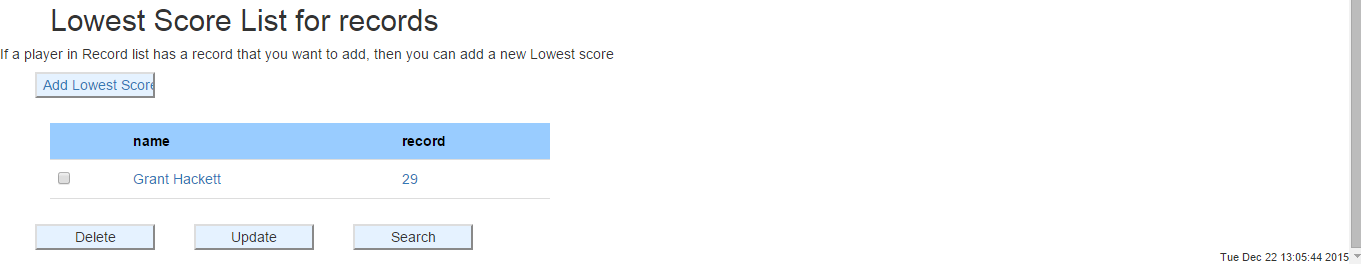 Lowest Score List for records
If a player in Record list has a record that you want to add, then you can add a new Lowest score
Add Lowest Score
name record
Grant Hackett 29
Delete Update Search
Tue Dec 22 13:05:44 2015